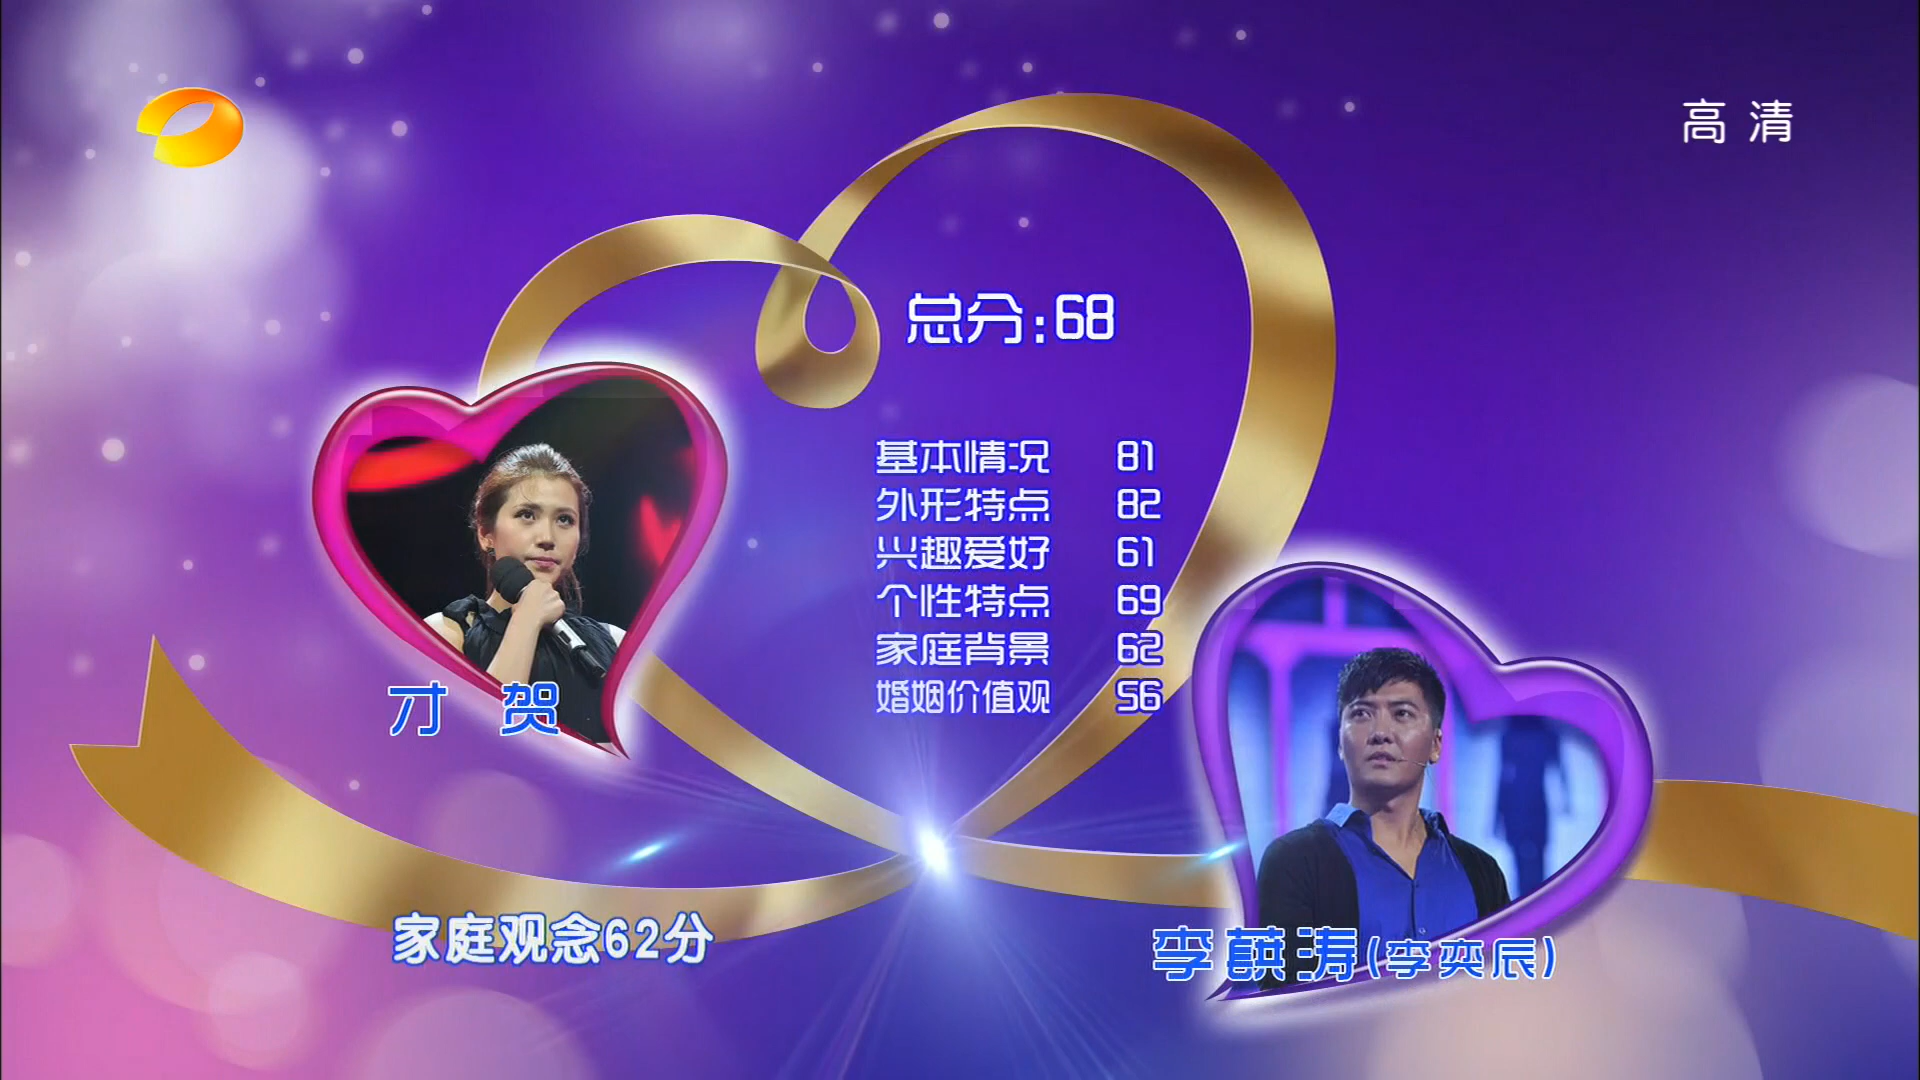 高清
总分:68
基本情况 81
外形特点 82
兴趣爱好 61
个性特点 69
家庭背景 62
婚姻价值观 56
才 贺
家庭观念62分
李麒涛(李奕辰)